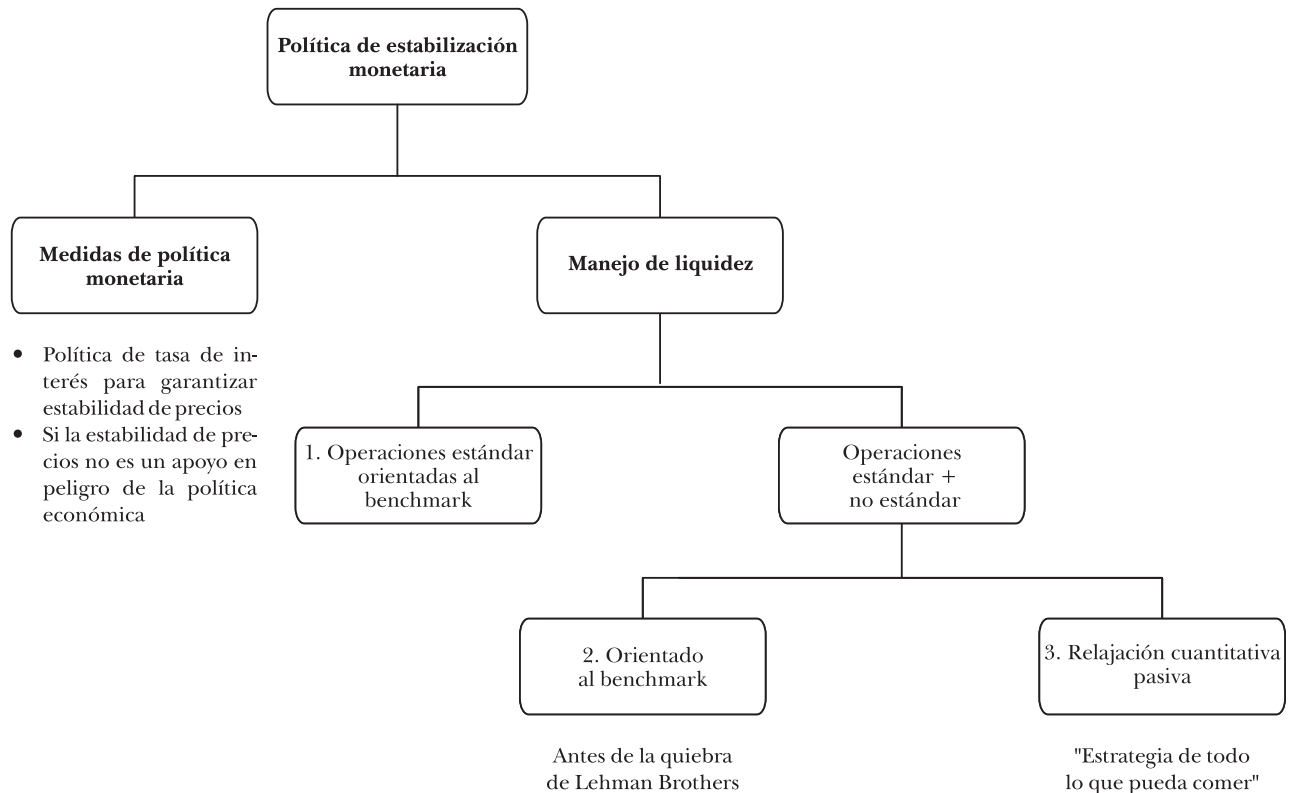 Política de estabilización
monetaria
Medidas de política
monetaria
Manejo de liquidez
• Política de tasa de in-
terés para garantizar
estabilidad de precios
• Si la estabilidad de pre-
cios no es un apoyo en
peligro de la política
económica
1. Operaciones estándar
orientadas al
benchmark
Operaciones
estándar +
no estándar
2. Orientado
al benchmark
3. Relajación cuantitativa
pasiva
Antes de la quiebra
de Lehman Brothers
"Estrategia de todo
lo que pueda comer"